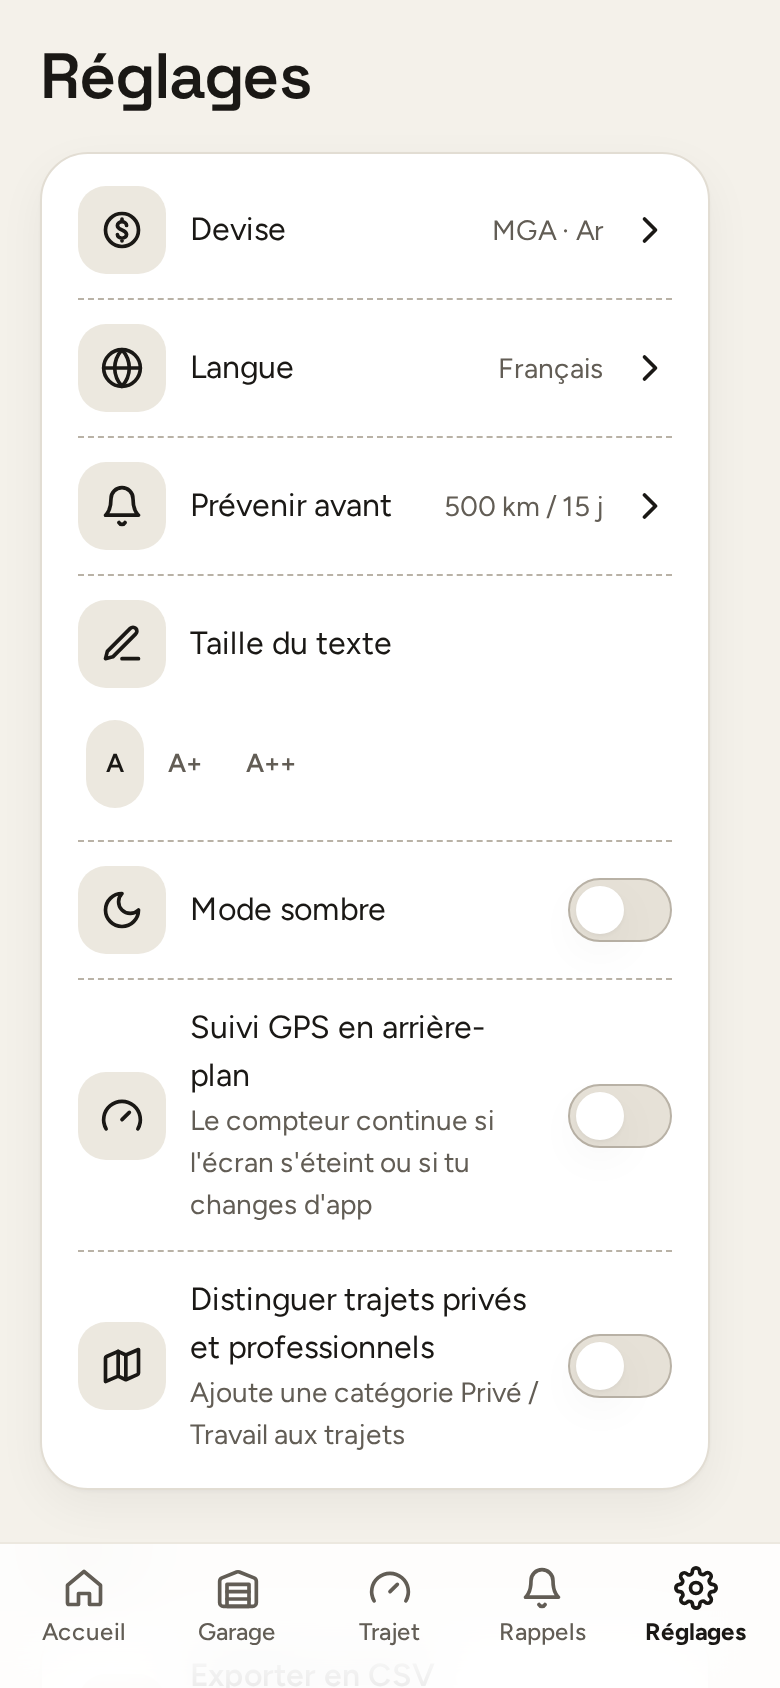 Réglages
Devise
MGA · Ar
Langue
Français
Prévenir avant
500 km / 15 j
Taille du texte
A A+ A++
Mode sombre
Suivi GPS en arrière-
plan
Le compteur continue si
l'écran s'éteint ou si tu
changes d'app
Distinguer trajets privés
et professionnels
Ajoute une catégorie Privé /
Travail aux trajets
Accueil
Garage
Trajet
Rappels
Réglages
Exporter en CSV